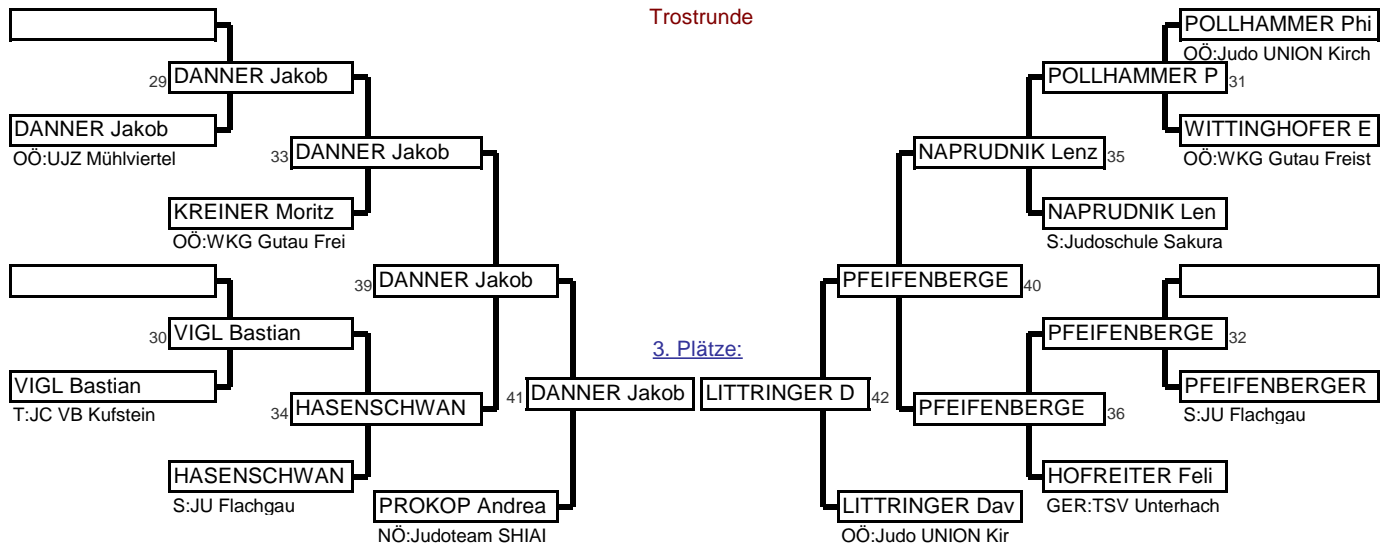 Trostrunde
29
DANNER Jakob
DANNER Jakob
OÖ:UJZ Mühlviertel
33
DANNER Jakob
KREINER Moritz
OÖ:WKG Gutau Frei
39
DANNER Jakob
30
VIGL Bastian
VIGL Bastian
T:JC VB Kufstein
34
HASENSCHWAN
HASENSCHWAN
S:JU Flachgau
PROKOP Andrea
NÖ:Judoteam SHIAI
3. Plätze:
41
DANNER Jakob
LITTRINGER D
42
POLLHAMMER Phi
OÖ:Judo UNION Kirch
POLLHAMMER P
31
WITTINGHOFER E
OÖ:WKG Gutau Freist
NAPRUDNIK Lenz
35
NAPRUDNIK Len
S:Judoschule Sakura
PFEIFENBERGE
40
PFEIFENBERGE
32
PFEIFENBERGER
S:JU Flachgau
PFEIFENBERGE
36
HOFREITER Feli
GER:TSV Unterhach
LITTRINGER Dav
OÖ:Judo UNION Kir